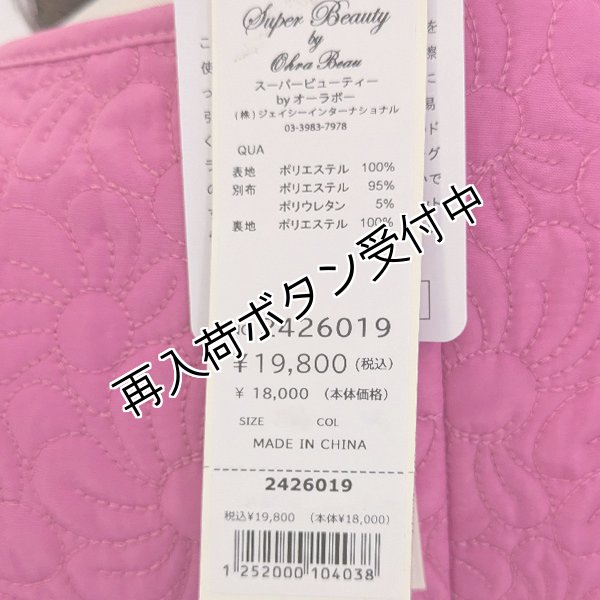 Super Beauty
by
Ohra Beau
スーパービューティー
by オーラボー
(株)ジェイシーインターナショナル
03-3983-7978
QUA
表地 ポリエステル 100%
別布 ポリエステル 95%
ポリウレタン 5%
裏地 ポリエステル 100%
再入荷ボタン受付中
NO. 2426019
¥19,800 (税込)
¥ 18,000 (本体価格)
SIZE COL
MADE IN CHINA
2426019
税込¥19,800 (本体¥18,000)
1 252000 104038